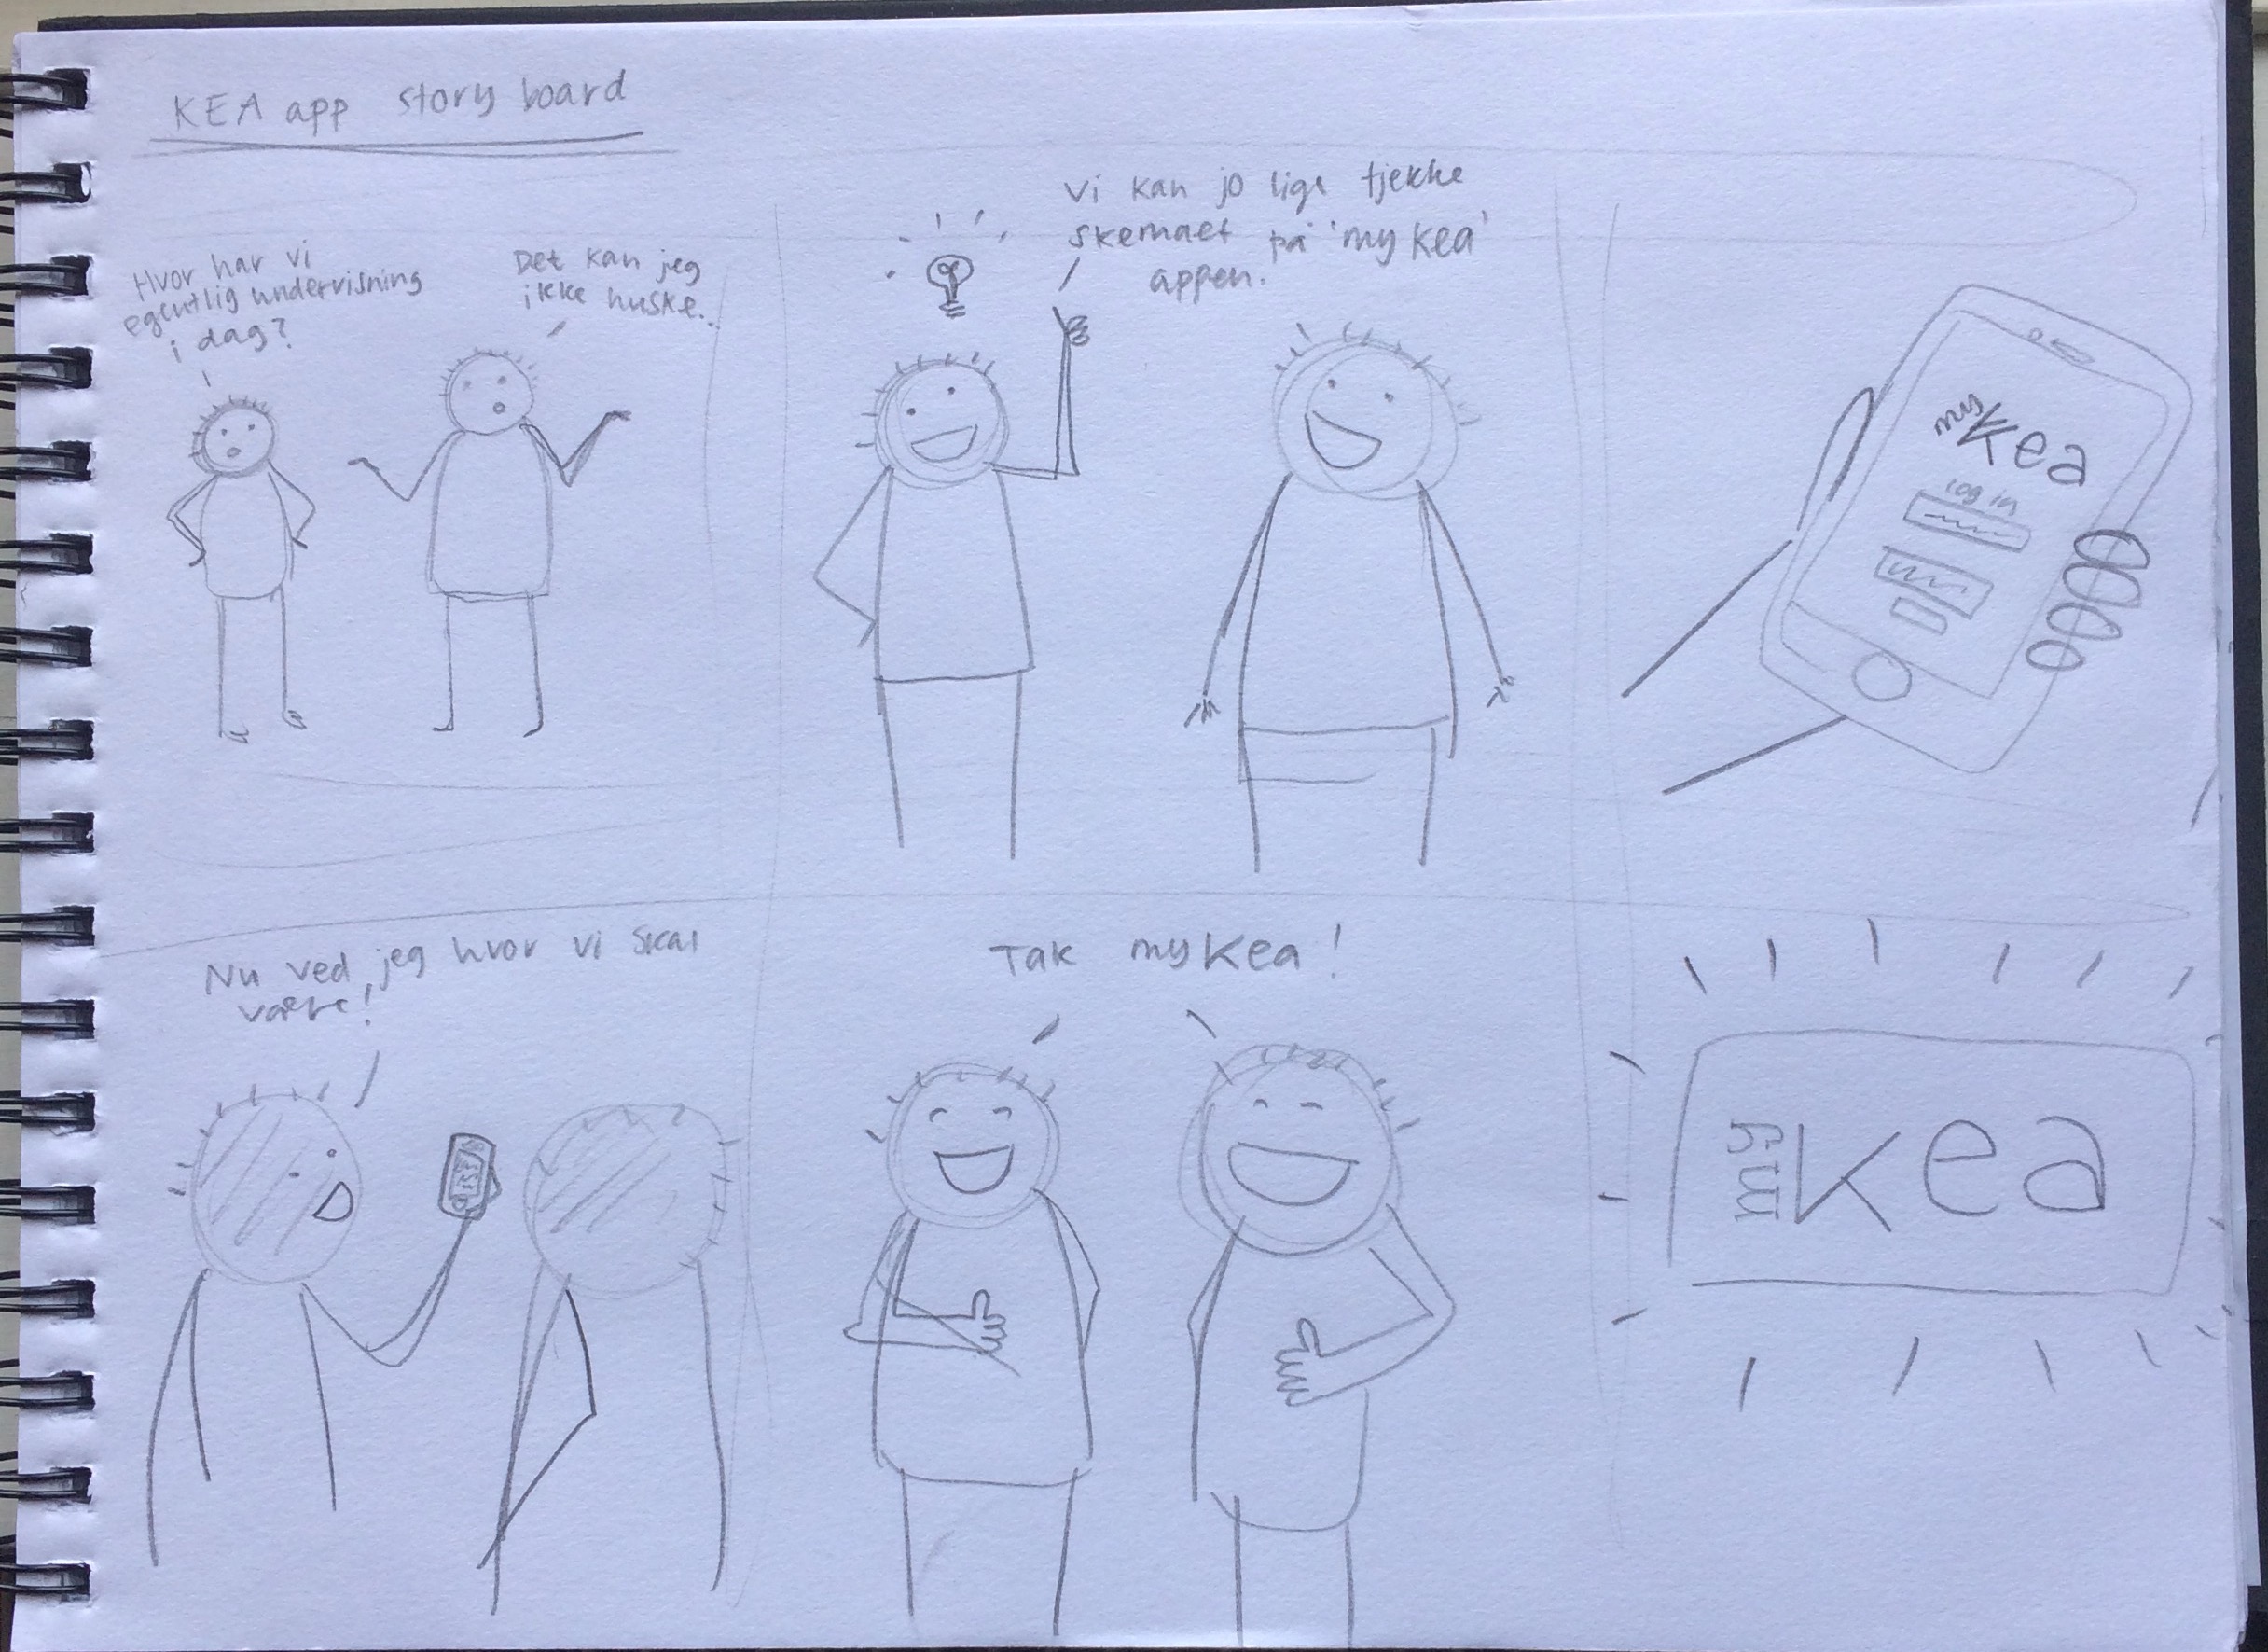 KEA app story board
Hvor har vi
egentlig undervisning
i dag?
Det kan jeg
ikke huske...
Vi kan jo lige tjekke
skemaet på 'my kea'
appen.
my kea
log in
Nu ved jeg hvor vi skal
være!
Tak my kea!
my kea